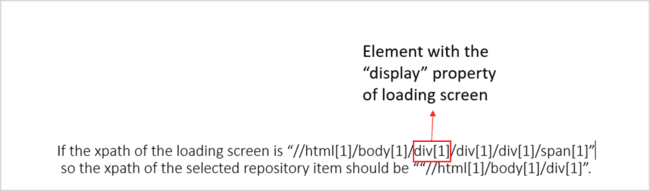 Element with the
“display” property
of loading screen
If the xpath of the loading screen is “//html[1]/body[1]/div[1]/div[1]/div[1]/span[1]”
so the xpath of the selected repository item should be ““//html[1]/body[1]/div[1]”.